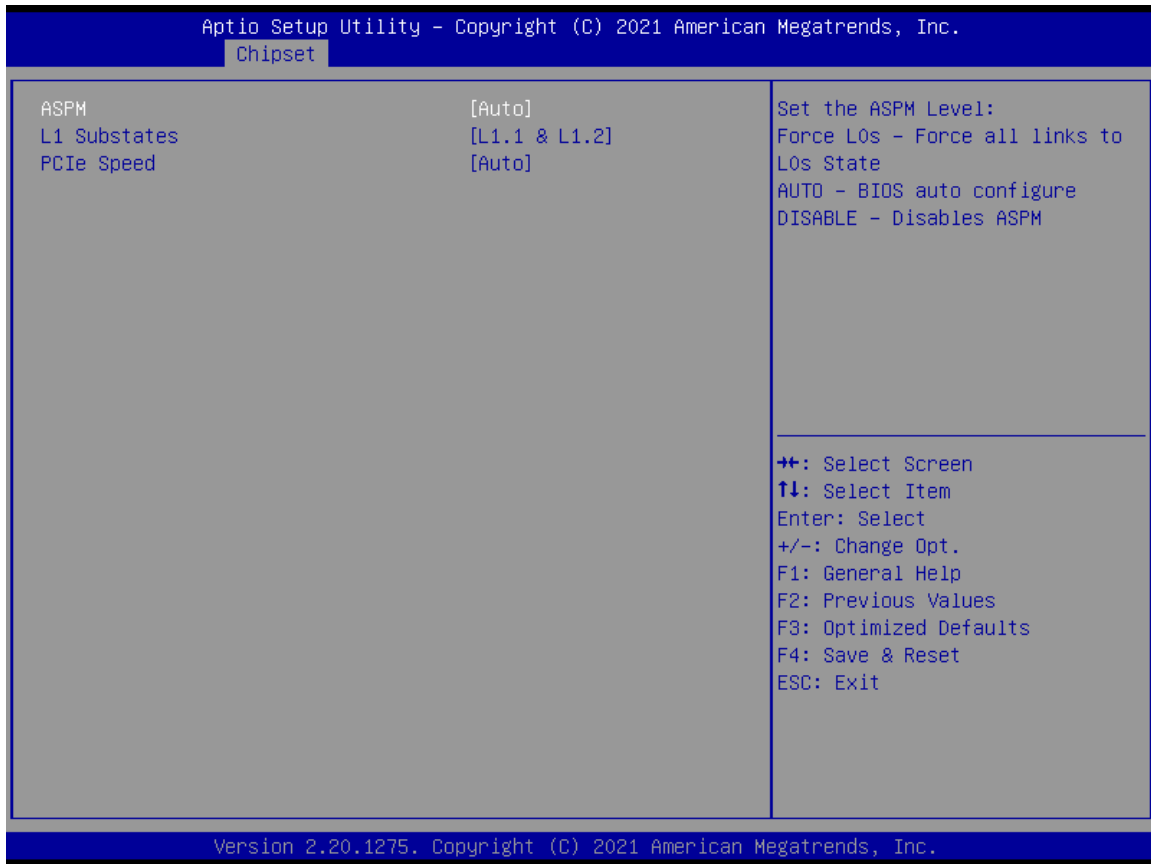 Aptio Setup Utility – Copyright (C) 2021 American Megatrends, Inc.
Chipset
ASPM [Auto]
L1 Substates [L1.1 & L1.2]
PCIe Speed [Auto]
Set the ASPM Level:
Force L0s – Force all links to
L0s State
AUTO – BIOS auto configure
DISABLE – Disables ASPM
→←: Select Screen
↑↓: Select Item
Enter: Select
+/-: Change Opt.
F1: General Help
F2: Previous Values
F3: Optimized Defaults
F4: Save & Reset
ESC: Exit
Version 2.20.1275. Copyright (C) 2021 American Megatrends, Inc.